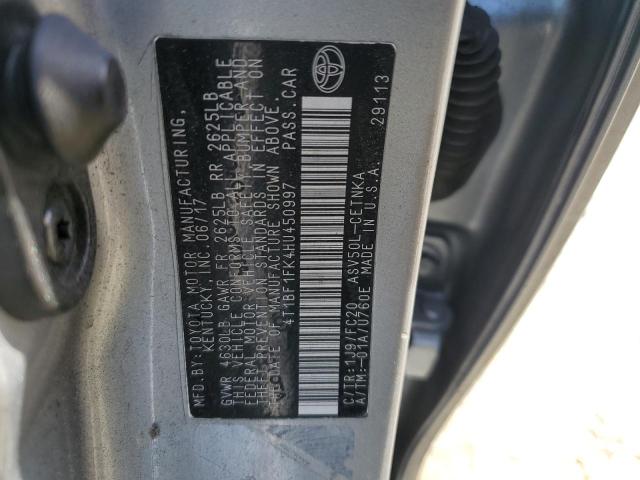 MFD.BY:TOYOTA MOTOR MANUFACTURING,
KENTUCKY, INC. 06/17
GVWR 4630LB GAWR FR 2625LB RR 2625LB
THIS VEHICLE CONFORMS TO ALL APPLICABLE
FEDERAL MOTOR VEHICLE SAFETY, BUMPER AND
THEFT PREVENTION STANDARDS IN EFFECT ON
THE DATE OF MANUFACTURE SHOWN ABOVE.
4T1BF1FK4HU450997 PASS.CAR
C/TR:1J9/FC20 ASV50L-CETNKA
A/TM:-01A/U760E MADE IN U.S.A. 29113